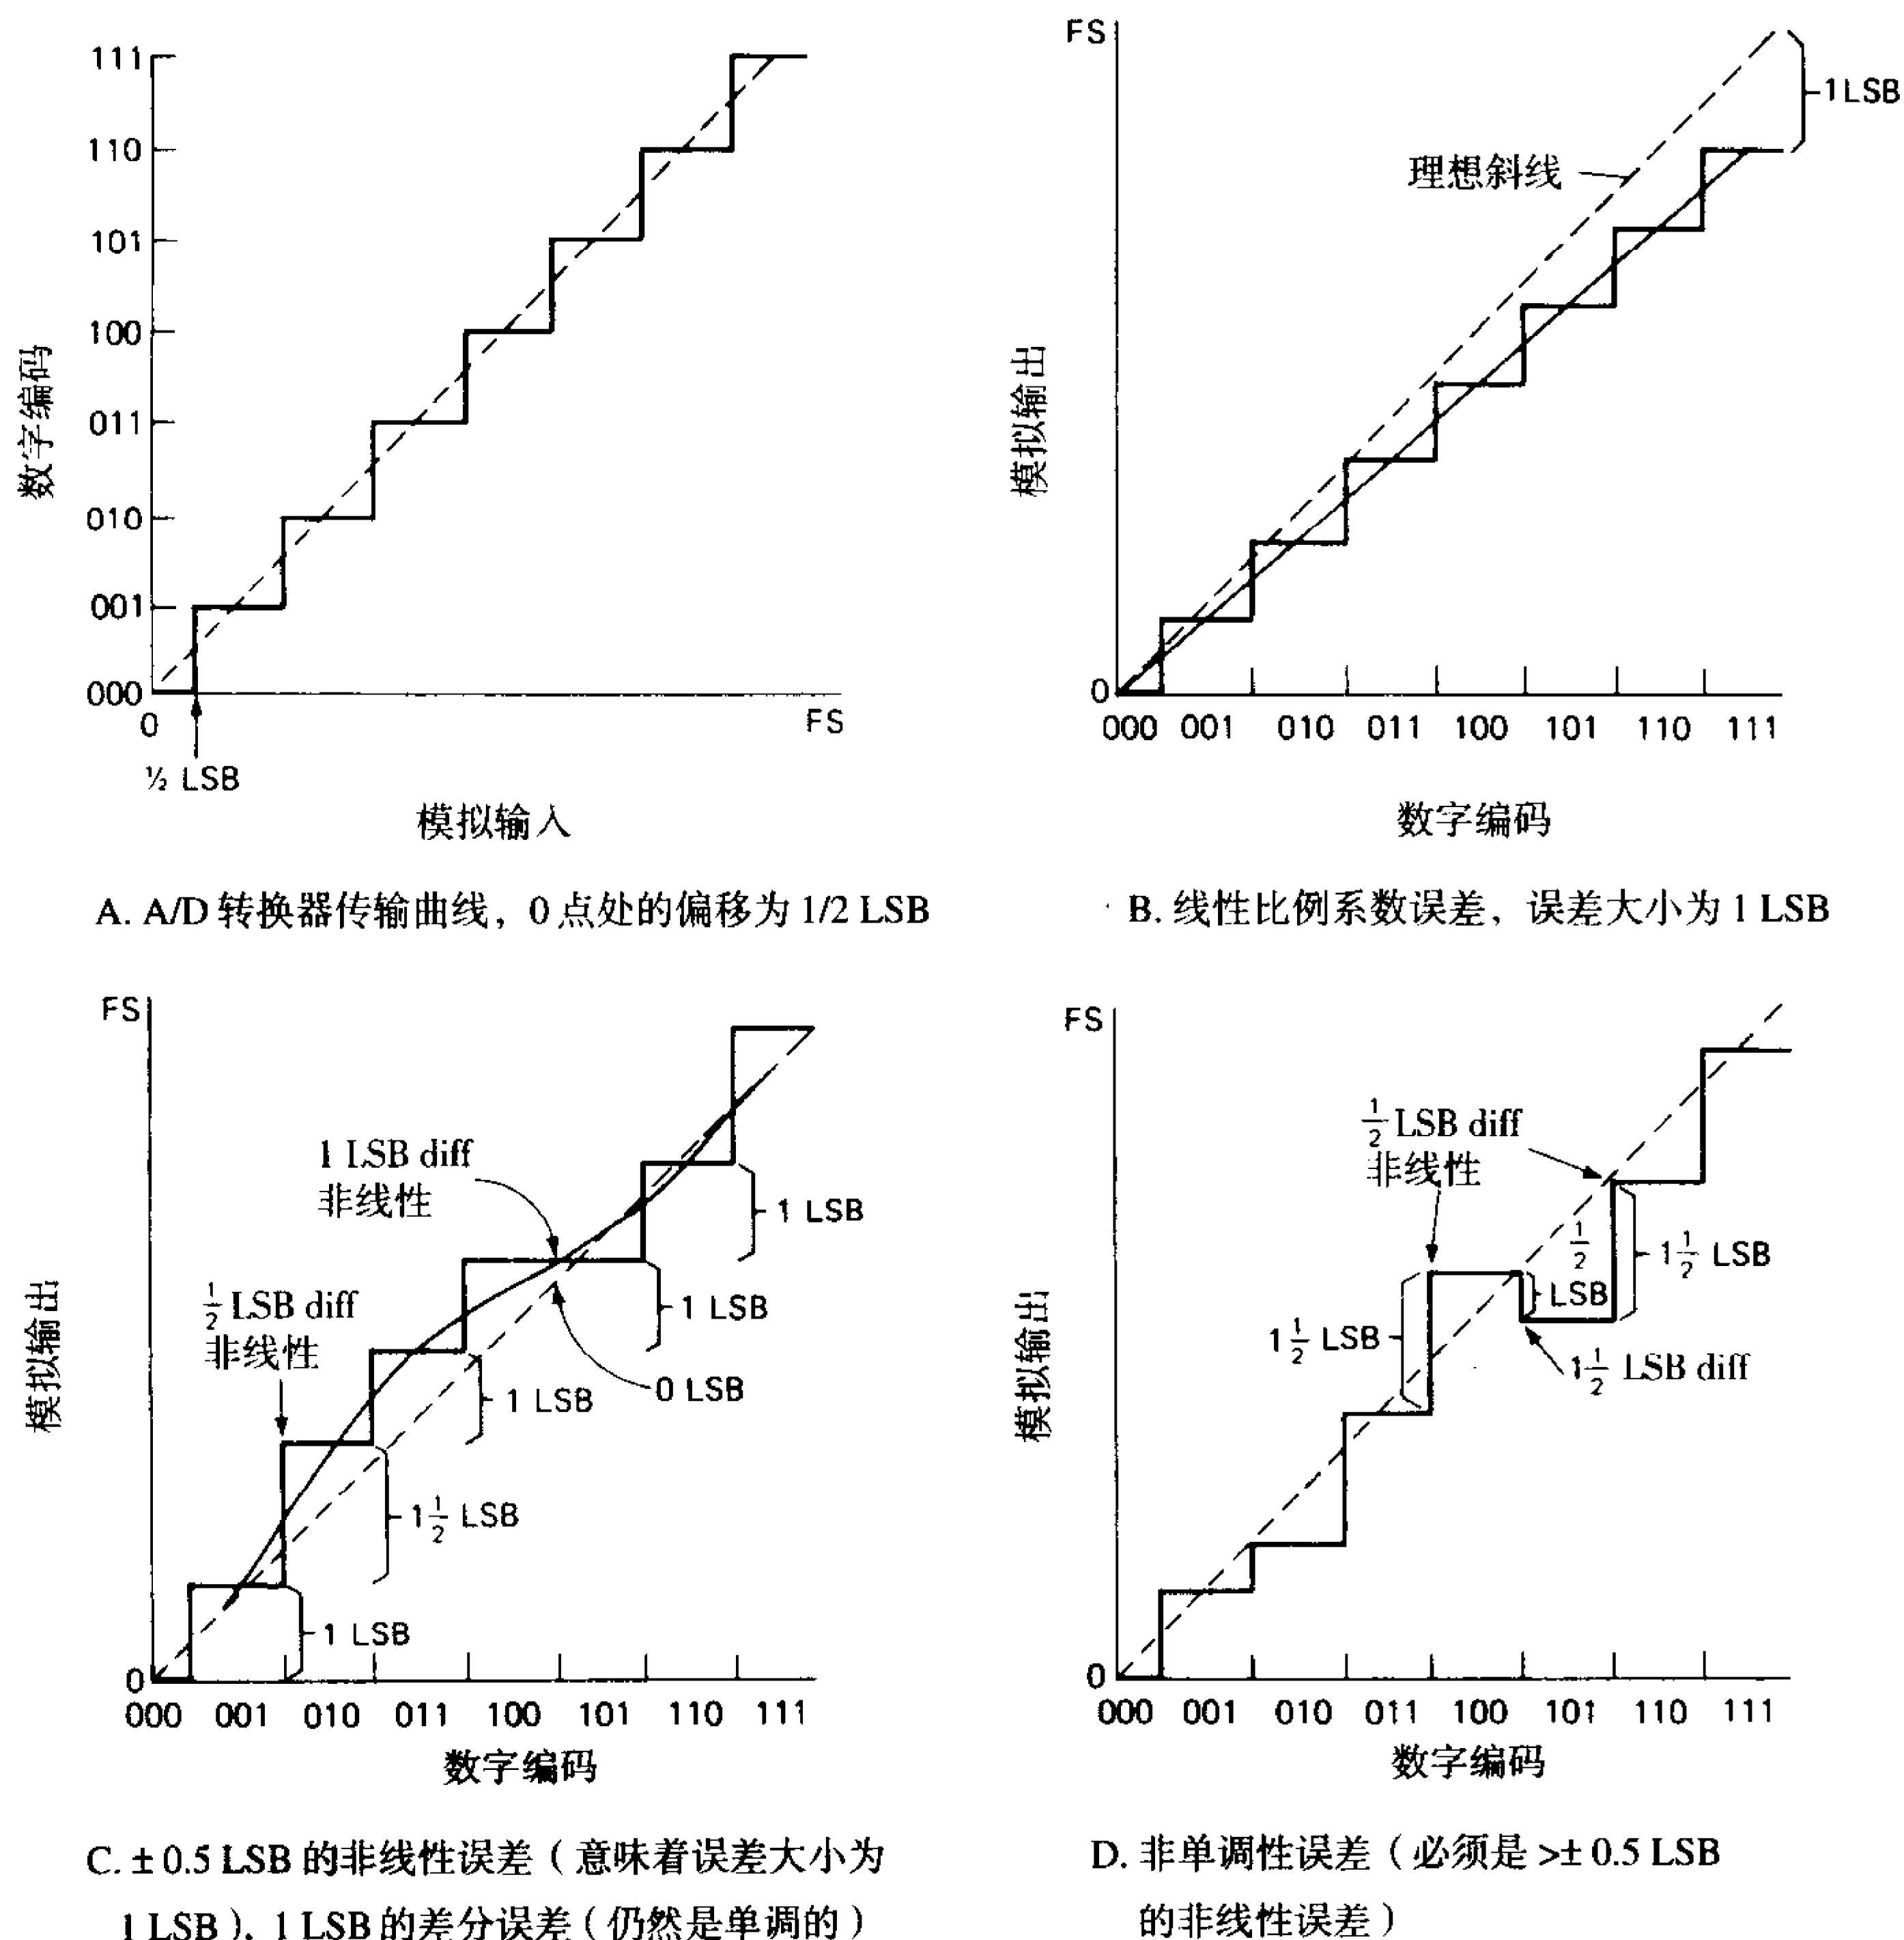 111
110
101
100
011
010
001
000
数字编码
0
FS
½ LSB
模拟输入
A. A/D 转换器传输曲线，0 点处的偏移为 1/2 LSB
FS
1 LSB
理想斜线
模拟输出
0
000 001 010 011 100 101 110 111
数字编码
B. 线性比例系数误差，误差大小为 1 LSB
FS
1 LSB diff
非线性
1 LSB
½ LSB diff
非线性
1 LSB
0 LSB
1 LSB
模拟输出
1½ LSB
1 LSB
0
000 001 010 011 100 101 110 111
数字编码
C. ± 0.5 LSB 的非线性误差（意味着误差大小为
1 LSB），1 LSB 的差分误差（仍然是单调的）
FS
½ LSB diff
非线性
½
LSB
1½ LSB
1½ LSB
1½ LSB diff
模拟输出
0
000 001 010 011 100 101 110 111
数字编码
D. 非单调性误差（必须是 >± 0.5 LSB
的非线性误差）